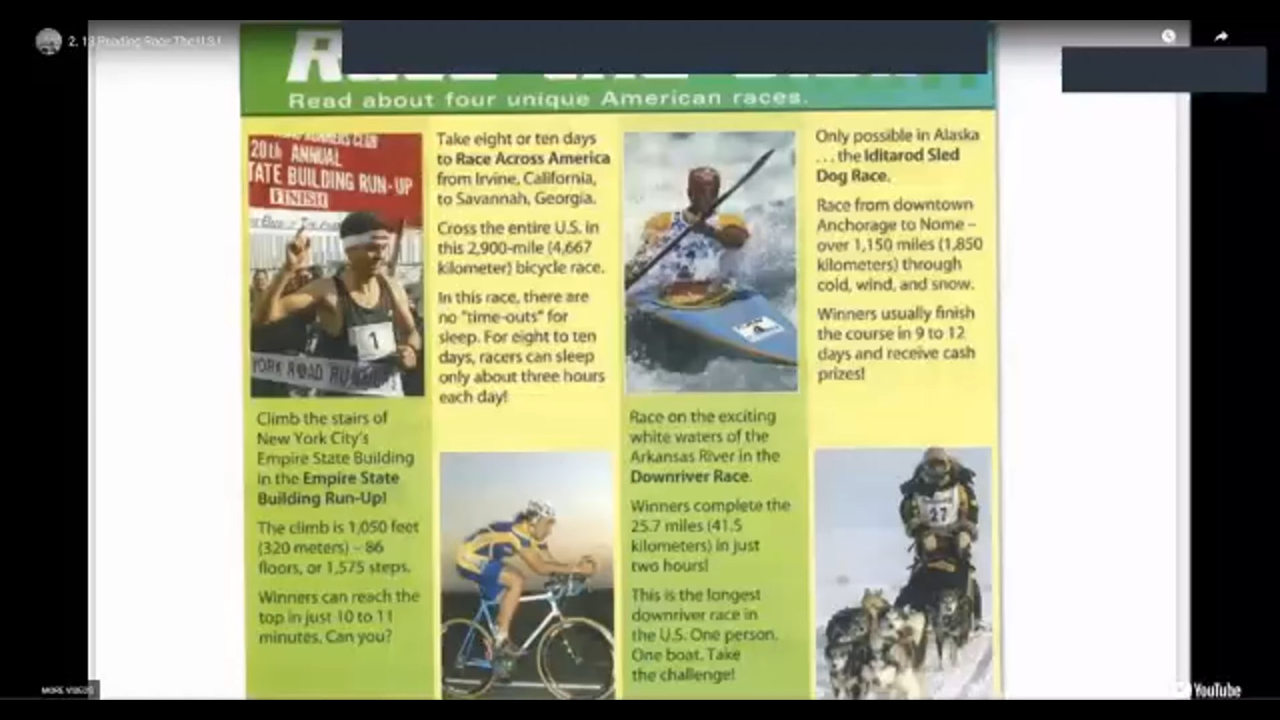 Read about four unique American races.
20th ANNUAL
TATE BUILDING RUN-UP
FINISH
1
YORK ROAD RUNNE
Climb the stairs of
New York City's
Empire State Building
in the Empire State
Building Run-Up!
The climb is 1,050 feet
(320 meters) – 86
floors, or 1,575 steps.
Winners can reach the
top in just 10 to 11
minutes. Can you?
Take eight or ten days
to Race Across America
from Irvine, California,
to Savannah, Georgia.
Cross the entire U.S. in
this 2,900-mile (4,667
kilometer) bicycle race.
In this race, there are
no "time-outs" for
sleep. For eight to ten
days, racers can sleep
only about three hours
each day!
Race on the exciting
white waters of the
Arkansas River in the
Downriver Race.
Winners complete the
25.7 miles (41.5
kilometers) in just
two hours!
This is the longest
downriver race in
the U.S. One person.
One boat. Take
the challenge!
Only possible in Alaska
. . . the Iditarod Sled
Dog Race.
Race from downtown
Anchorage to Nome –
over 1,150 miles (1,850
kilometers) through
cold, wind, and snow.
Winners usually finish
the course in 9 to 12
days and receive cash
prizes!
27
MORE VIDEOS
YouTube